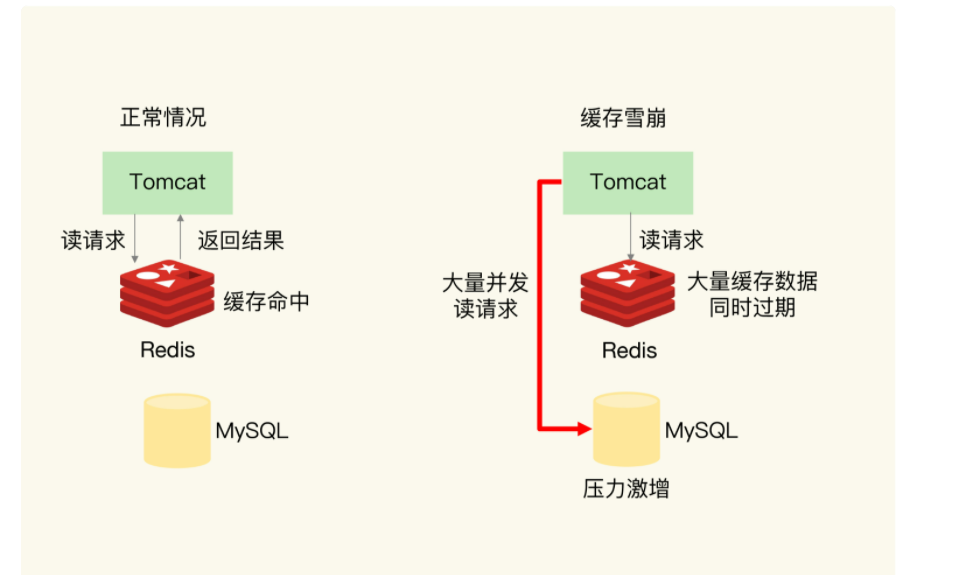 正常情况
Tomcat
读请求
返回结果
缓存命中
Redis
MySQL
缓存雪崩
Tomcat
读请求
大量并发
读请求
大量缓存数据
同时过期
Redis
MySQL
压力激增